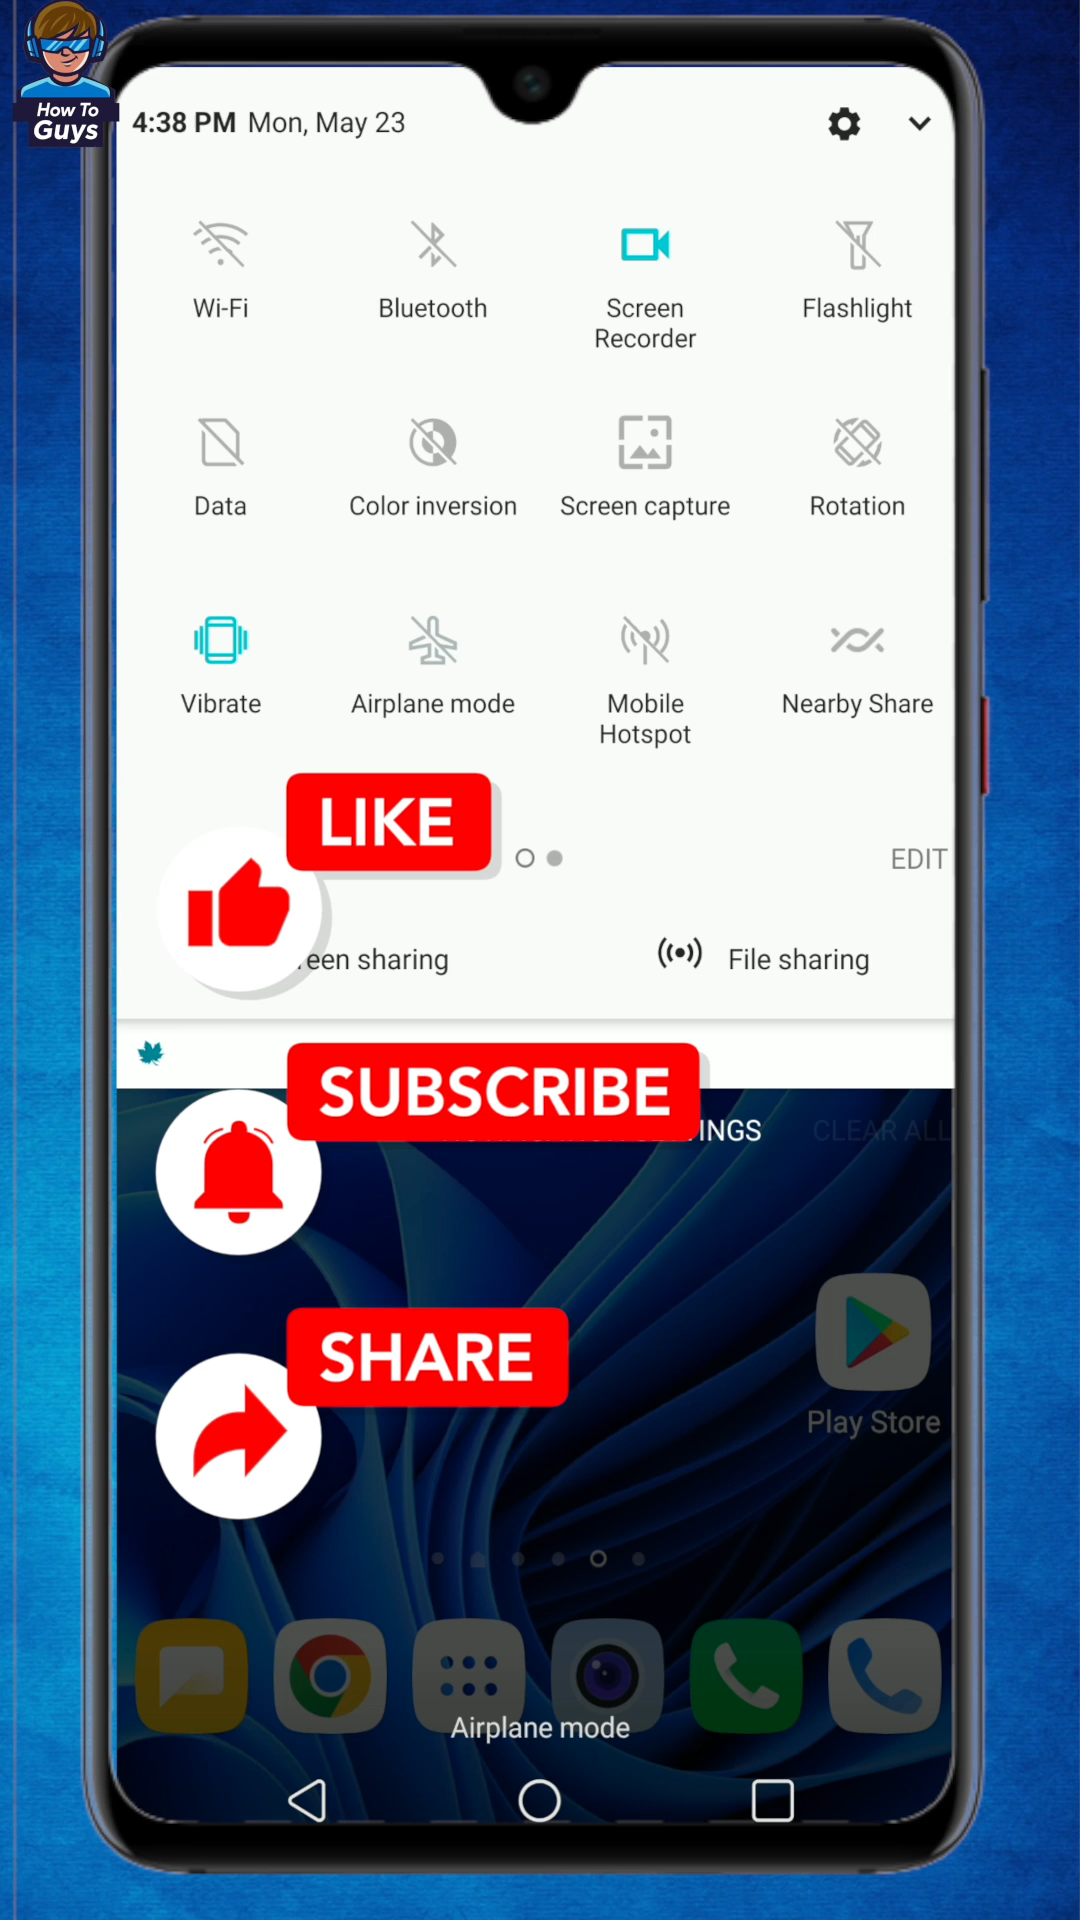 How To
Guys
4:38 PM Mon, May 23
Wi-Fi
Bluetooth
Screen
Recorder
Flashlight
Data
Color inversion
Screen capture
Rotation
Vibrate
Airplane mode
Mobile
Hotspot
Nearby Share
LIKE
EDIT
een sharing
File sharing
SUBSCRIBE
INGS
CLEAR ALL
SHARE
Play Store
Airplane mode